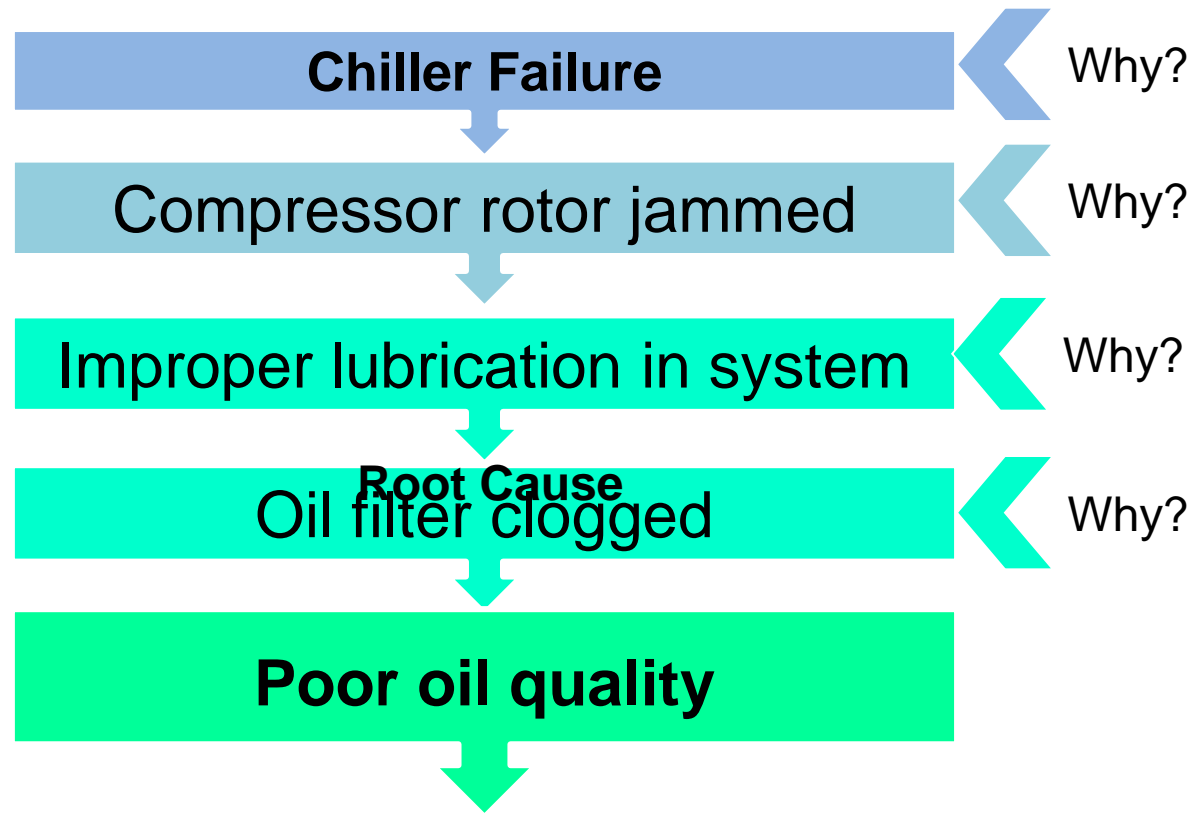 Chiller Failure
Why?
Compressor rotor jammed
Why?
Improper lubrication in system
Why?
Root Cause
Oil filter clogged
Why?
Poor oil quality